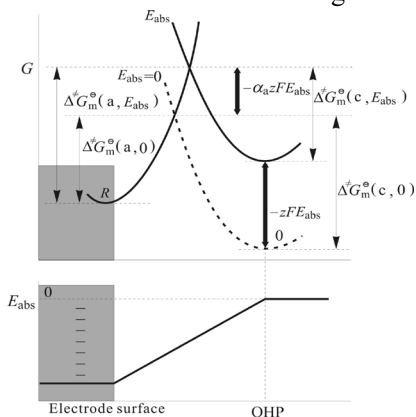 g
E_abs
G
E_abs=0
−α_a zFE_abs
Δ^≠G_m^⊖(a, E_abs)
Δ^≠G_m^⊖(c, E_abs)
Δ^≠G_m^⊖(a, 0)
Δ^≠G_m^⊖(c, 0)
R
−zFE_abs
0
0
E_abs
Electrode surface
OHP